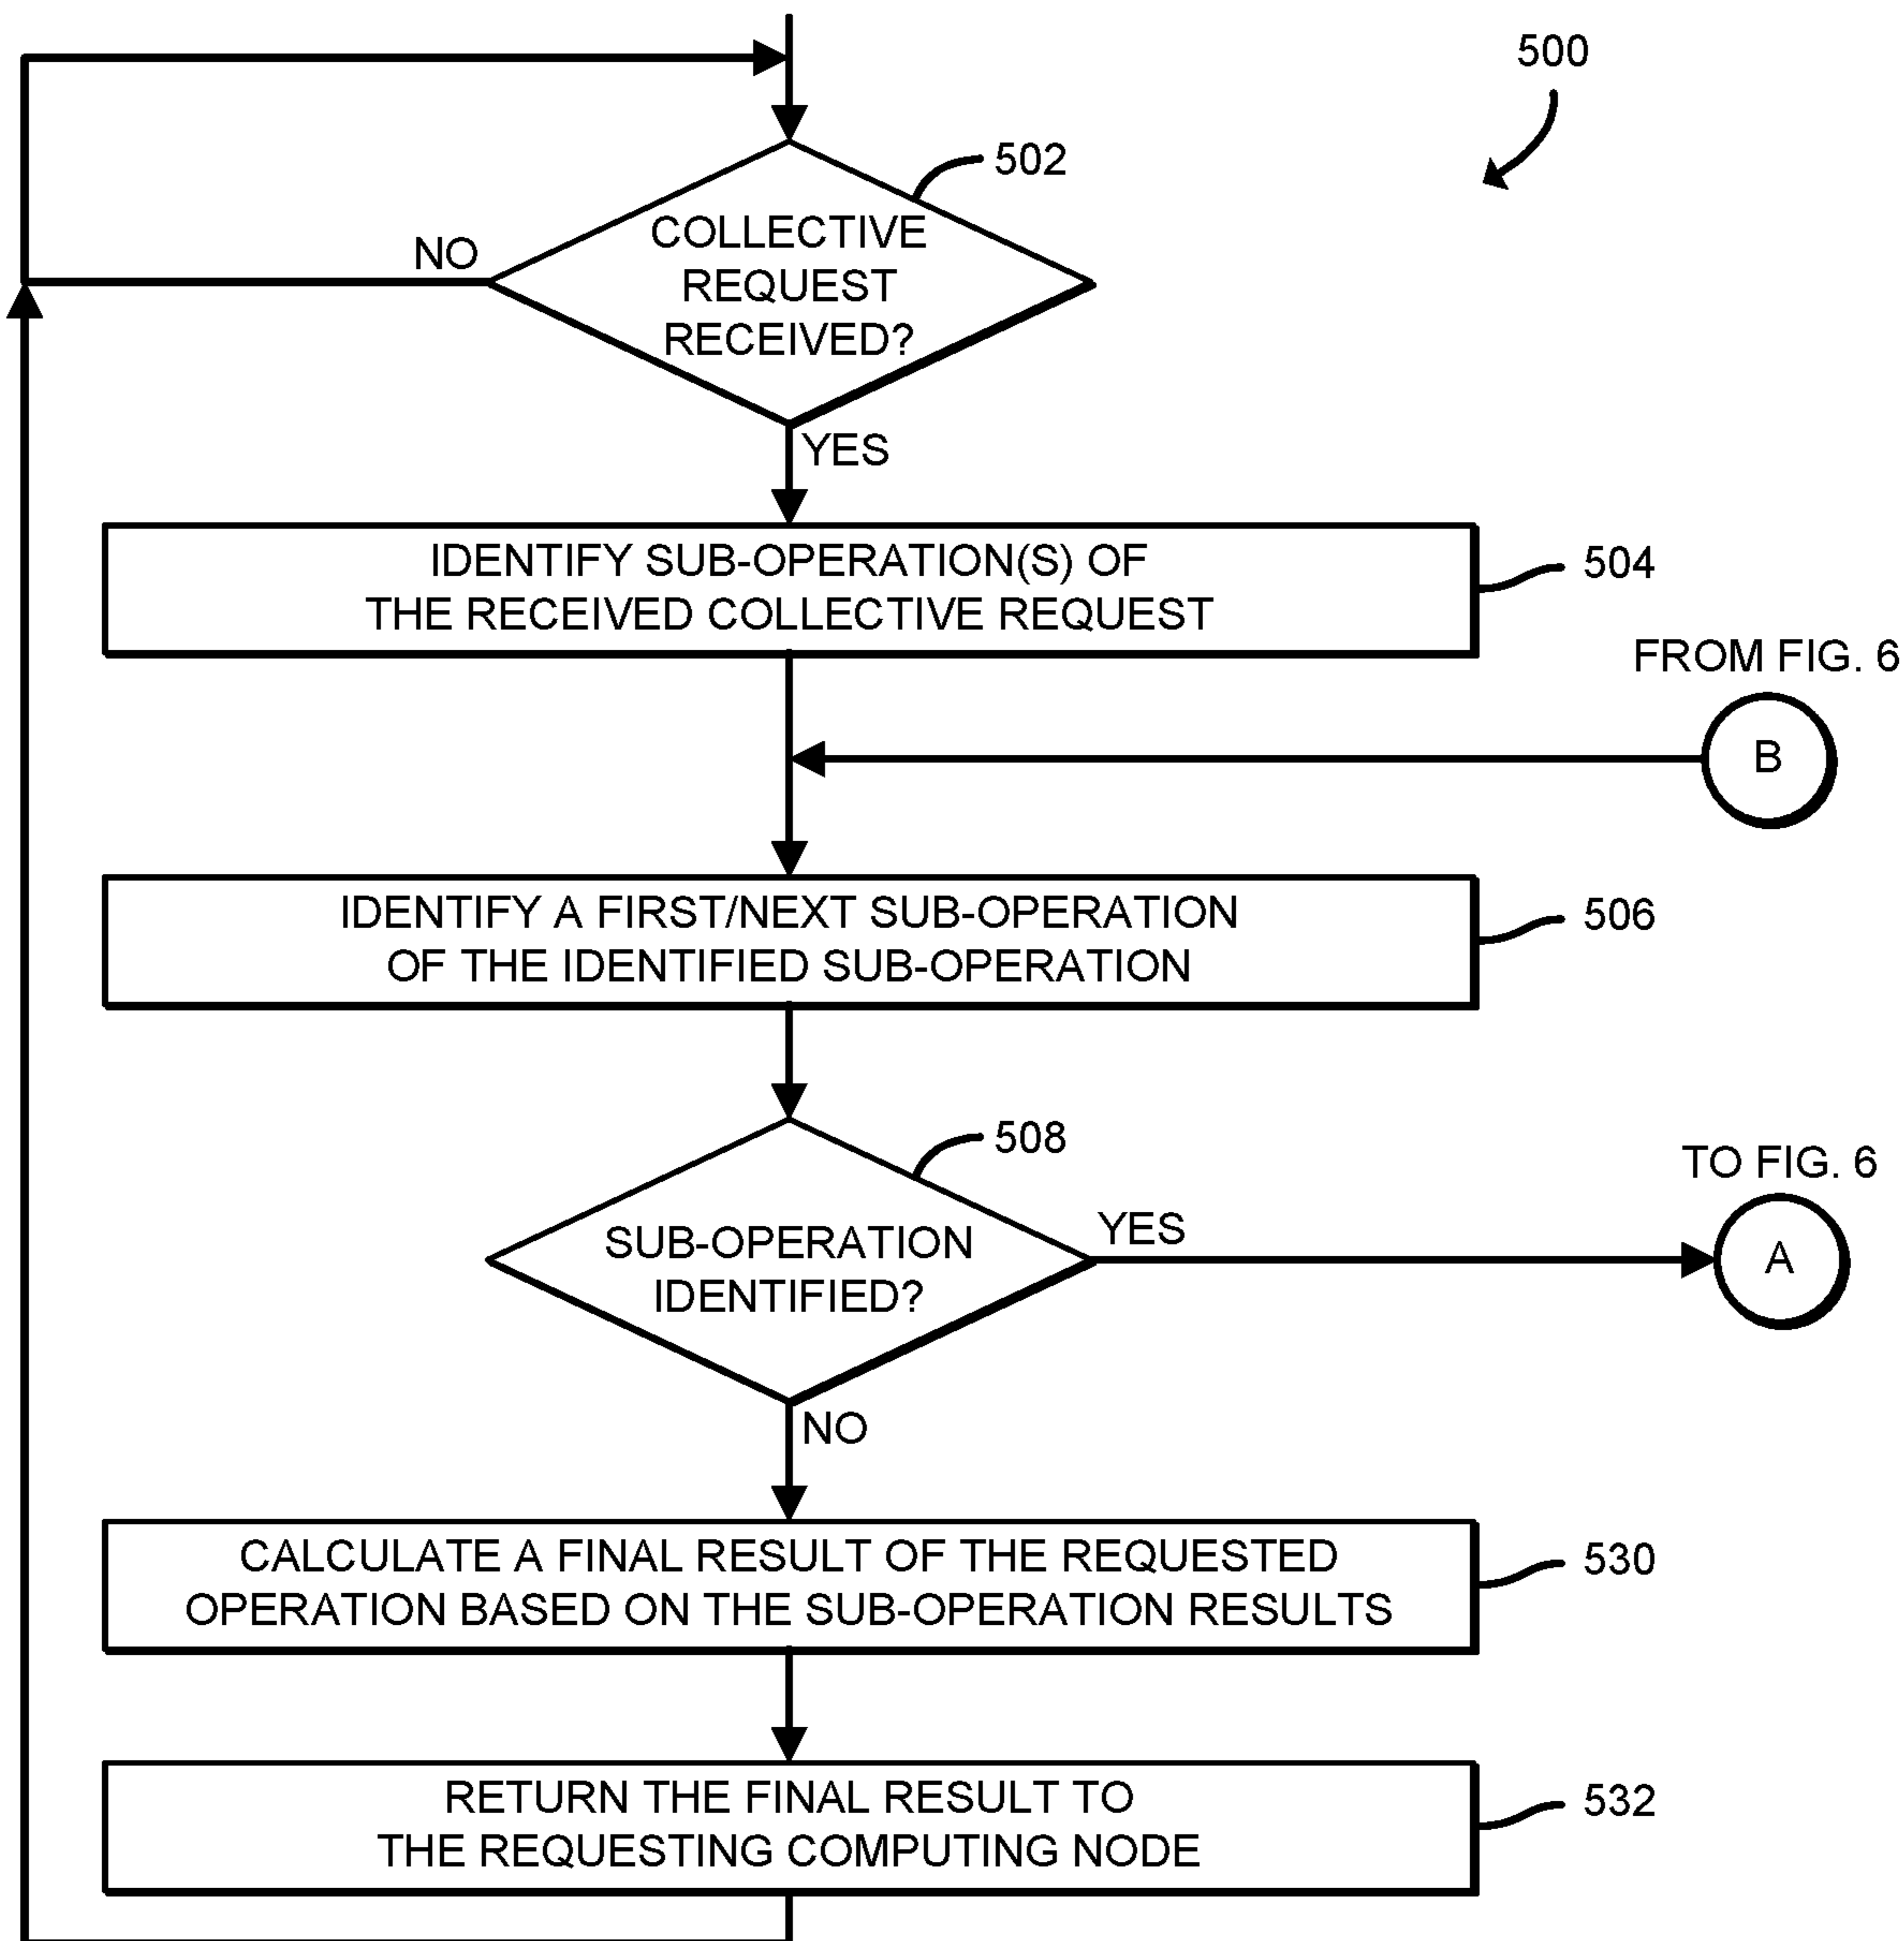 500
502
COLLECTIVE
REQUEST
RECEIVED?
NO
YES
IDENTIFY SUB-OPERATION(S) OF
THE RECEIVED COLLECTIVE REQUEST
504
FROM FIG. 6
B
IDENTIFY A FIRST/NEXT SUB-OPERATION
OF THE IDENTIFIED SUB-OPERATION
506
508
SUB-OPERATION
IDENTIFIED?
YES
TO FIG. 6
A
NO
CALCULATE A FINAL RESULT OF THE REQUESTED
OPERATION BASED ON THE SUB-OPERATION RESULTS
530
RETURN THE FINAL RESULT TO
THE REQUESTING COMPUTING NODE
532